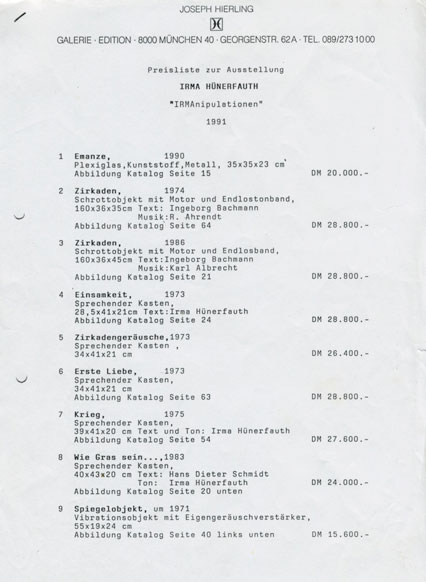 JOSEPH HIERLING
GALERIE · EDITION · 8000 MÜNCHEN 40 · GEORGENSTR. 62A · TEL. 089/273 10 00
Preisliste zur Ausstellung
IRMA HÜNERFAUTH
"IRMAnipulationen"
1991
1 Emanze, 1990
Plexiglas,Kunststoff,Metall, 35x35x23 cm
Abbildung Katalog Seite 15 DM 20.000.-
2 Zirkaden, 1974
Schrottobjekt mit Motor und Endlostonband,
160x36x35cm Text: Ingeborg Bachmann
Musik:R. Ahrendt
Abbildung Katalog Seite 64 DM 28.800.-
3 Zirkaden, 1986
Schrottobjekt mit Motor und Endlosband,
160x36x45cm Text:Ingeborg Bachmann
Musik:Karl Albrecht
Abbildung Katalog Seite 21 DM 28.800.-
4 Einsamkeit, 1973
Sprechender Kasten,
28,5x41x21cm Text:Irma Hünerfauth
Abbildung Katalog Seite 24 DM 28.800.-
5 Zirkadengeräusche,1973
Sprechender Kasten ,
34x41x21 cm DM 26.400.-
6 Erste Liebe, 1973
Sprechender Kasten,
34x41x21 cm
Abbildung Katalog Seite 63 DM 28.800.-
7 Krieg, 1975
Sprechender Kasten,
39x41x20 cm Text und Ton: Irma Hünerfauth
Abbildung Katalog Seite 54 DM 27.600.-
8 Wie Gras sein...,1983
Sprechender Kasten,
40x43x20 cm Text: Hans Dieter Schmidt
Ton: Irma Hünerfauth DM 24.000.-
Abbildung Katalog Seite 20 unten
9 Spiegelobjekt, um 1971
Vibrationsobjekt mit Eigengeräuschverstärker,
55x19x24 cm
Abbildung Katalog Seite 40 links unten DM 15.600.-